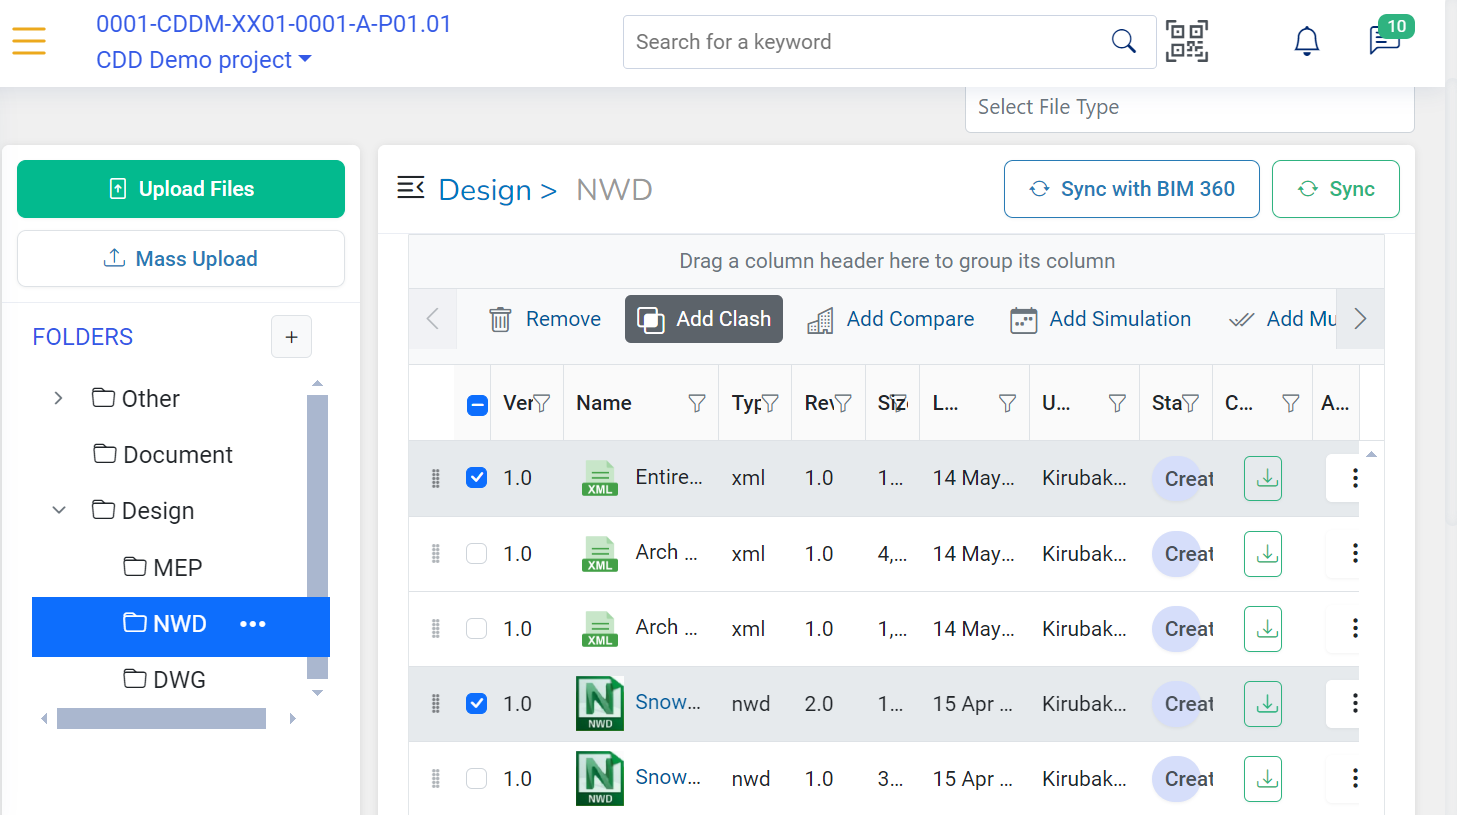 0001-CDDM-XX01-0001-A-P01.01
CDD Demo project
Search for a keyword
10
Select File Type
Upload Files
Mass Upload
FOLDERS
+
Other
Document
Design
MEP
NWD
DWG
Design > NWD
Sync with BIM 360
Sync
Drag a column header here to group its column
Remove
Add Clash
Add Compare
Add Simulation
Add Mu
Ver Name Typ Rev Size L... U... Sta C... A...
1.0 XML Entire... xml 1.0 1... 14 May... Kirubak... Creat
1.0 XML Arch ... xml 1.0 4,... 14 May... Kirubak... Creat
1.0 XML Arch ... xml 1.0 1,... 14 May... Kirubak... Creat
1.0 N NWD Snow... nwd 2.0 1... 15 Apr ... Kirubak... Creat
1.0 N NWD Snow... nwd 1.0 3... 15 Apr ... Kirubak... Creat